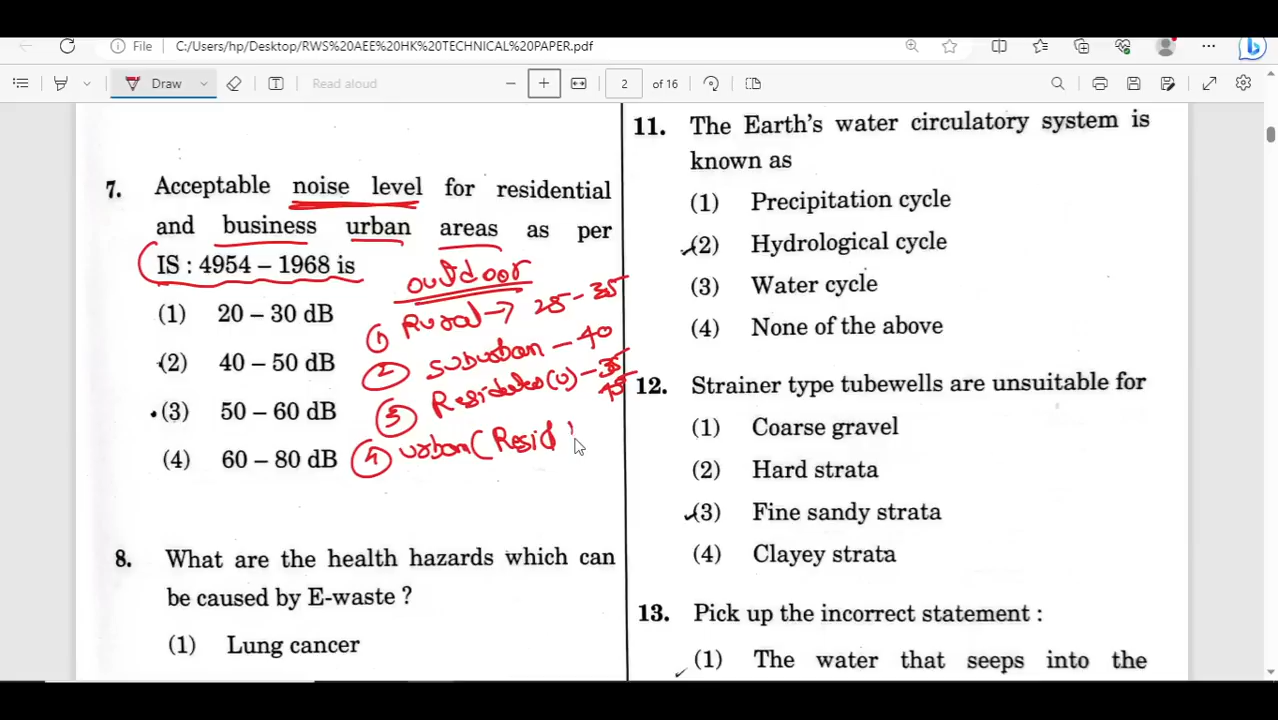 File
C:/Users/hp/Desktop/RWS%20AEE%20HK%20TECHNICAL%20PAPER.pdf
Draw
Read aloud
2
of 16
7. Acceptable noise level for residential
and business urban areas as per
IS : 4954 – 1968 is
(1) 20 – 30 dB
(2) 40 – 50 dB
(3) 50 – 60 dB
(4) 60 – 80 dB
outdoor
① Rural → 25 – 35
② suburban – 40
③ (U) – 35
45
④ urban (Resid
8. What are the health hazards which can
be caused by E-waste ?
(1) Lung cancer
11. The Earth's water circulatory system is
known as
(1) Precipitation cycle
(2) Hydrological cycle
(3) Water cycle
(4) None of the above
12. Strainer type tubewells are unsuitable for
(1) Coarse gravel
(2) Hard strata
(3) Fine sandy strata
(4) Clayey strata
13. Pick up the incorrect statement :
(1) The water that seeps into the